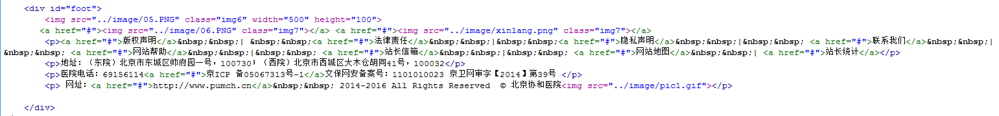 <div id="foot">
<img src="../image/05.PNG" class="img6" width="500" height="100">
<a href="#"><img src="../image/06.PNG" class="img7"></a> <a href="#"><img src="../image/xinlang.png" class="img7"></a>
<p><a href="#">版权声明</a>&nbsp;&nbsp;| &nbsp;&nbsp;<a href="#">法律责任</a>&nbsp;&nbsp;|&nbsp;&nbsp;<a href="#">隐私声明</a>&nbsp;&nbsp;|&nbsp;&nbsp; <a href="#">联系我们</a>&nbsp;&nbsp;|
&nbsp;&nbsp; <a href="#">网站帮助</a>&nbsp;&nbsp;|&nbsp;&nbsp; <a href="#">站长信箱</a>&nbsp;&nbsp;|&nbsp;&nbsp; <a href="#">网站地图</a>&nbsp;&nbsp;| <a href="#">站长统计</a></p>
<p>地址：（东院）北京市东城区帅府园一号，100730；（西院）北京市西城区大木仓胡同41号，100032</p>
<p>医院电话：69156114<a href="#">京ICP 备05067313号-1</a>文保网安备案号：1101010023 京卫网审字【2014】第39号 </p>
<p> 网址：<a href="#">http://www.pumch.cn</a>&nbsp;&nbsp; 2014-2016 All Rights Reserved  © 北京协和医院<img src="../image/pic1.gif"></p>
</div>